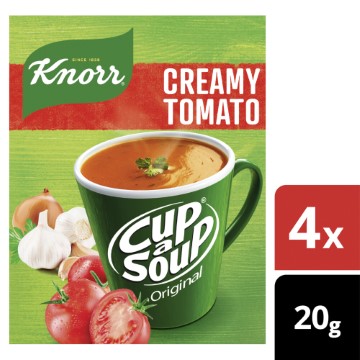 SINCE 1838
Knorr
CREAMY
TOMATO
CUP
a
SOUP
Original
4x
20g